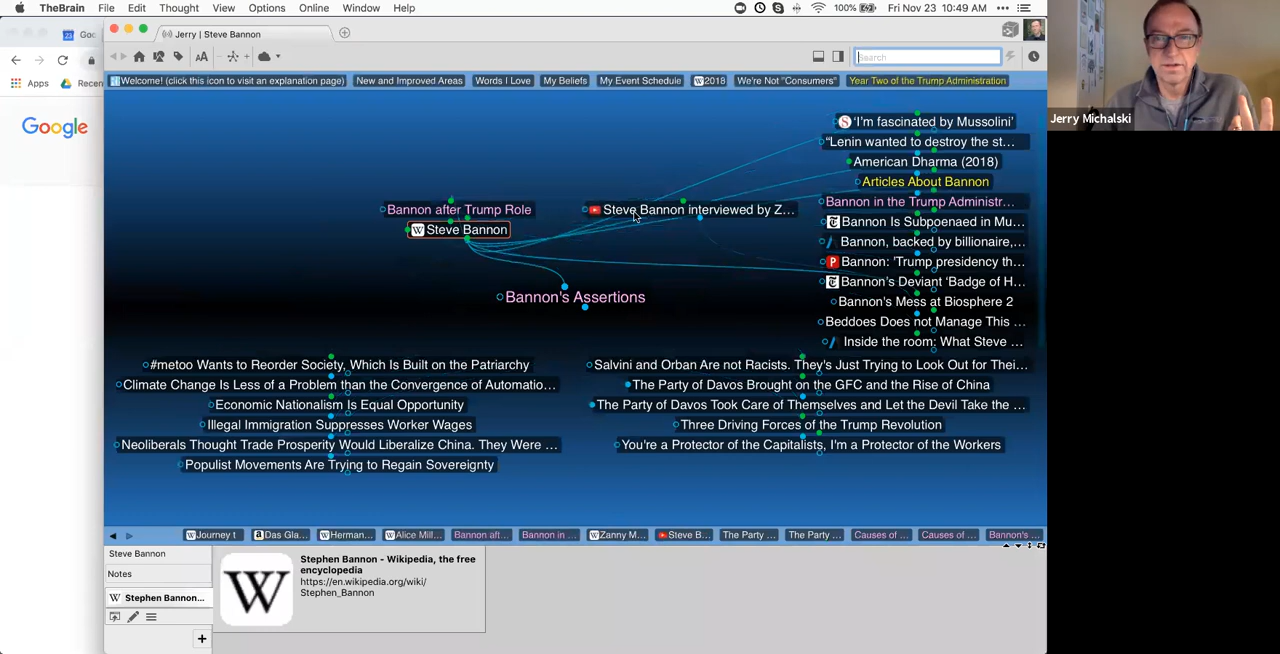 TheBrain File Edit Thought View Options Online Window Help 100% Fri Nov 23 10:49 AM
Jerry | Steve Bannon
Search
Welcome! (click this icon to visit an explanation page) New and Improved Areas Words I Love My Beliefs My Event Schedule 2018 We're Not "Consumers" Year Two of the Trump Administration
Apps
Google
Jerry Michalski
'I'm fascinated by Mussolini'
"Lenin wanted to destroy the st...
American Dharma (2018)
Articles About Bannon
Bannon in the Trump Administr...
Bannon Is Subpoenaed in Mu...
Bannon, backed by billionaire,...
Bannon: 'Trump presidency th...
Bannon's Deviant 'Badge of H...
Bannon's Mess at Biosphere 2
Beddoes Does not Manage This ...
Inside the room: What Steve ...
Bannon after Trump Role
Steve Bannon interviewed by Z...
Steve Bannon
Bannon's Assertions
#metoo Wants to Reorder Society, Which Is Built on the Patriarchy
Climate Change Is Less of a Problem than the Convergence of Automatio...
Economic Nationalism Is Equal Opportunity
Illegal Immigration Suppresses Worker Wages
Neoliberals Thought Trade Prosperity Would Liberalize China. They Were ...
Populist Movements Are Trying to Regain Sovereignty
Salvini and Orban Are not Racists. They's Just Trying to Look Out for Thei...
The Party of Davos Brought on the GFC and the Rise of China
The Party of Davos Took Care of Themselves and Let the Devil Take the ...
Three Driving Forces of the Trump Revolution
You're a Protector of the Capitalists, I'm a Protector of the Workers
Journey t Das Gla... Herman... Alice Mill... Bannon aft... Bannon in ... Zanny M... Steve B... The Party ... The Party ... Causes of ... Causes of ... Bannon's ...
Steve Bannon
Notes
Stephen Bannon...
Stephen Bannon - Wikipedia, the free
encyclopedia
https://en.wikipedia.org/wiki/
Stephen_Bannon